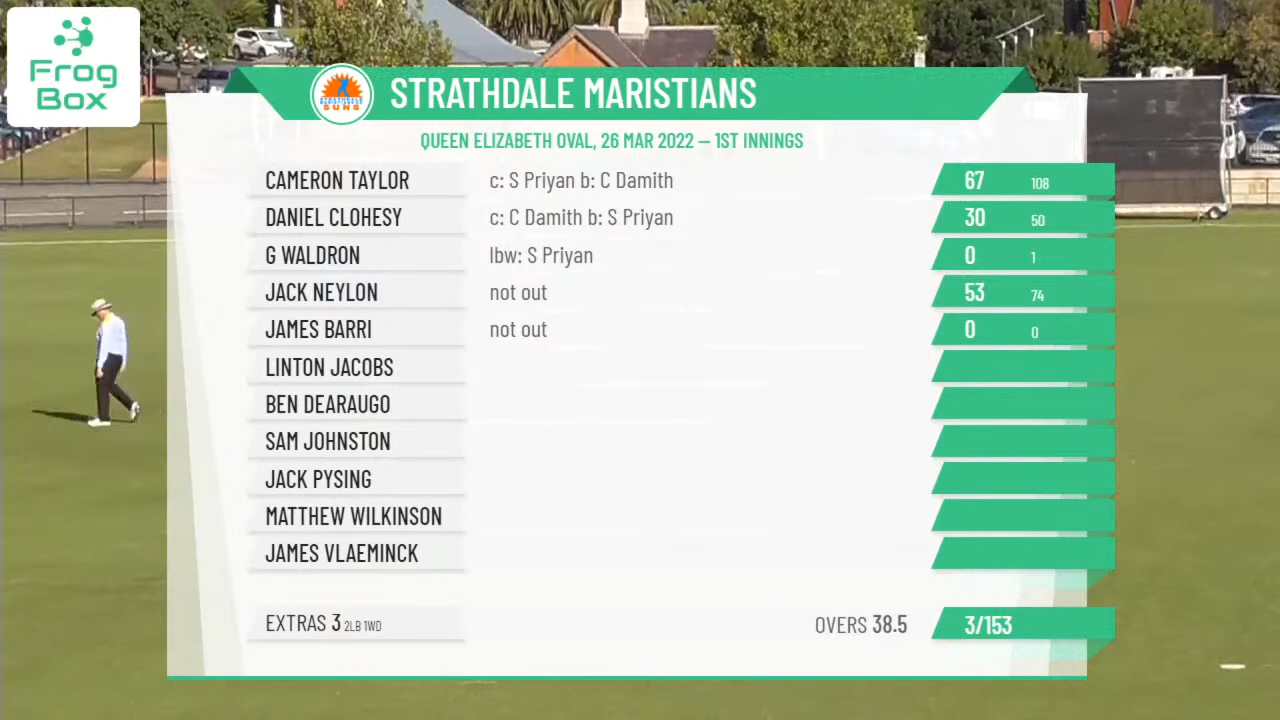 Frog
Box
STRATHDALE MARISTIANS
SUNS
QUEEN ELIZABETH OVAL, 26 MAR 2022 – 1ST INNINGS
CAMERON TAYLOR c: S Priyan b: C Damith 67 108
DANIEL CLOHESY c: C Damith b: S Priyan 30 50
G WALDRON lbw: S Priyan 0 1
JACK NEYLON not out 53 74
JAMES BARRI not out 0 0
LINTON JACOBS
BEN DEARAUGO
SAM JOHNSTON
JACK PYSING
MATTHEW WILKINSON
JAMES VLAEMINCK
EXTRAS 3 2LB 1WD OVERS 38.5 3/153